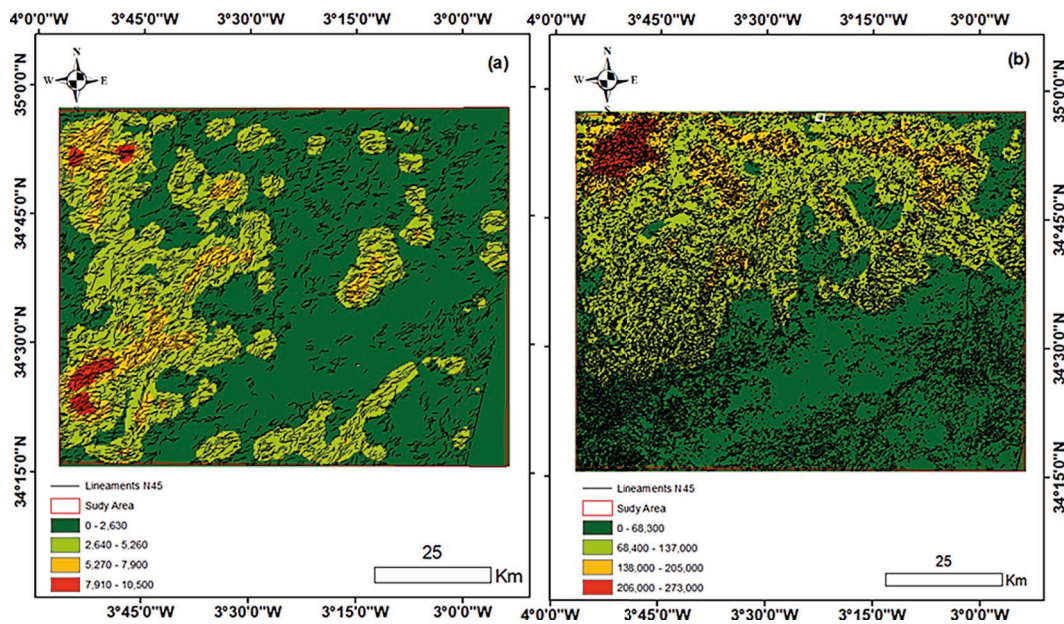 4°00'W 3°45'0"W 3°30'0"W 3°15'0"W 3°0'0"W 4°00'W 3°45'0"W 3°30'0"W 3°15'0"W 3°0'0"W
(a)
N
W E
S
(b)
N
W E
S
35°0'0"N
34°45'0"N
34°30'0"N
34°15'0"N
35°0'0"N
34°45'0"N
34°30'0"N
34°15'0"N
Lineaments N45
Sudy Area
0 - 2,630
2,640 - 5,260
5,270 - 7,900
7,910 - 10,500
25
Km
Lineaments N45
Sudy Area
0 - 68,300
68,400 - 137,000
138,000 - 205,000
206,000 - 273,000
25
Km
3°45'0"W 3°30'0"W 3°15'0"W 3°0'0"W 4°0'0"W 3°45'0"W 3°30'0"W 3°15'0"W 3°0'0"W